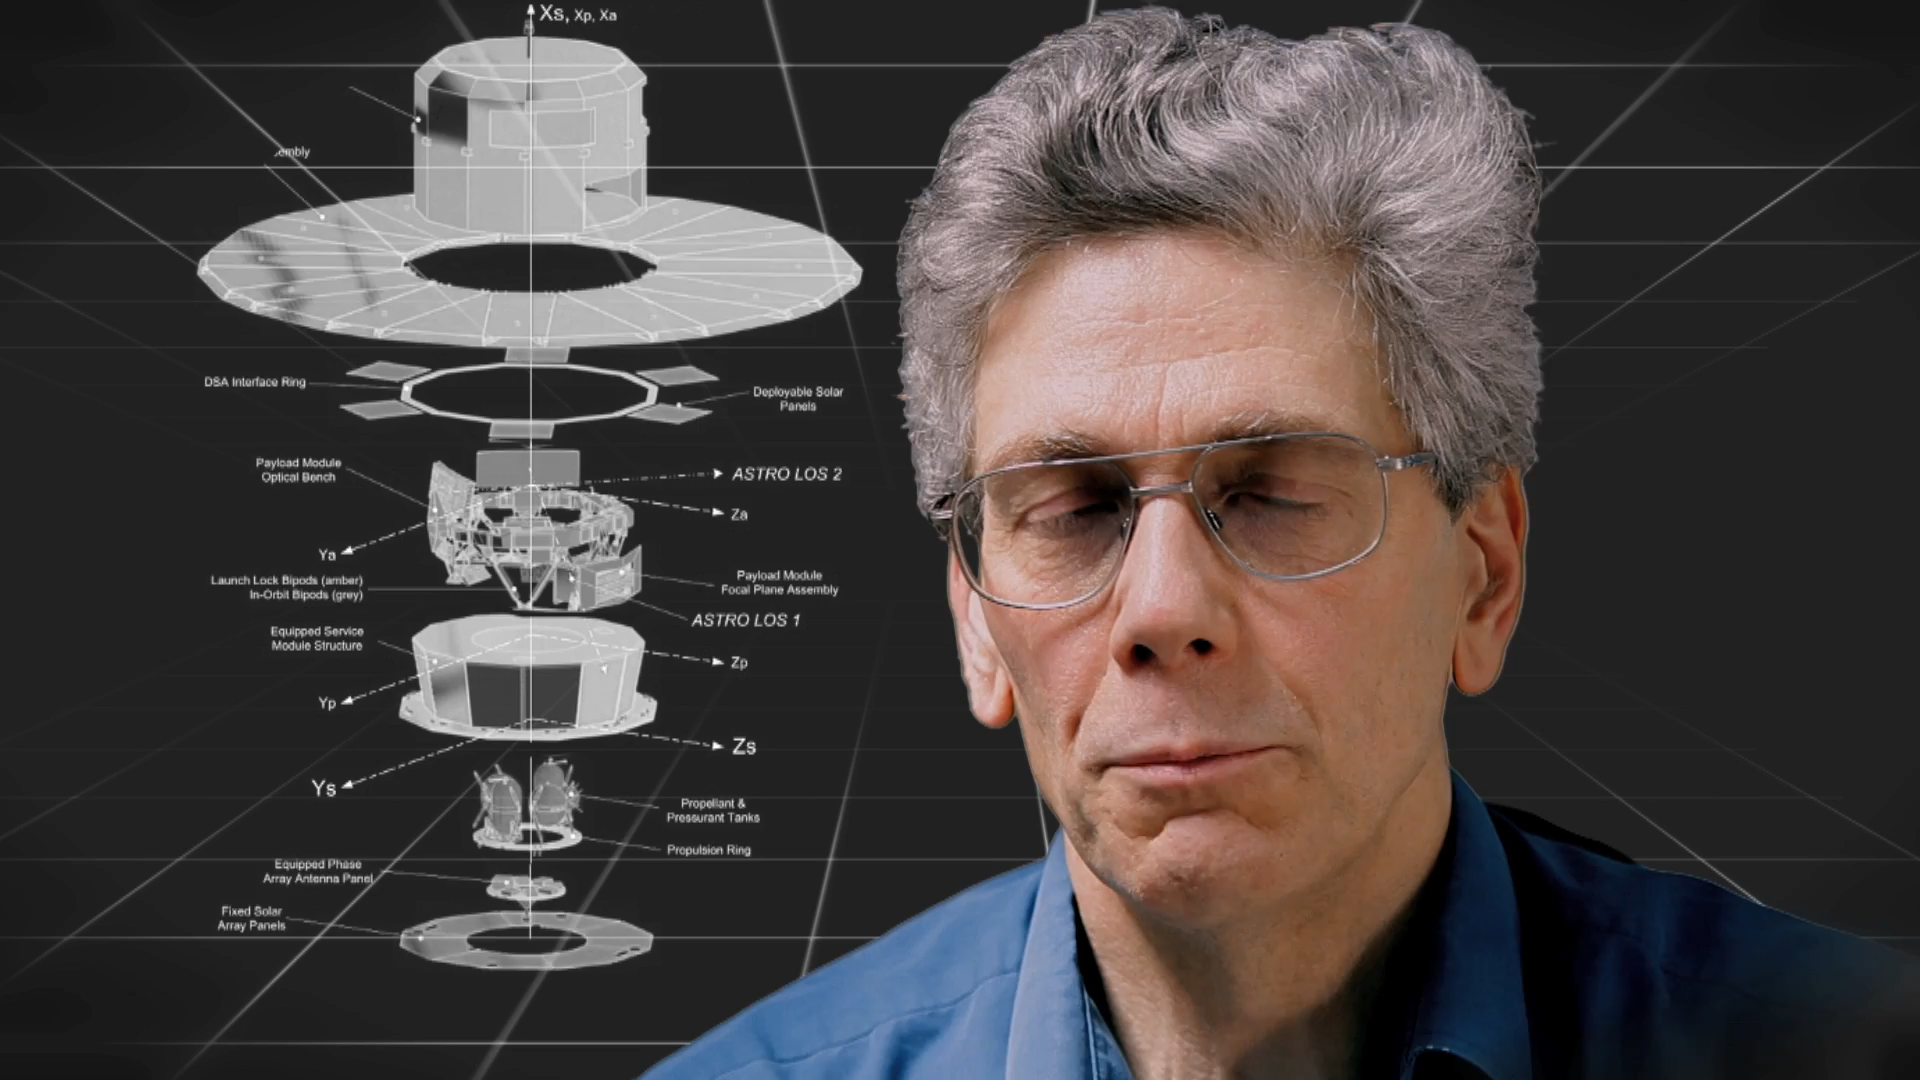 Xs, Xp, Xa
embly
DSA Interface Ring
Deployable Solar
Panels
Payload Module
Optical Bench
ASTRO LOS 2
Za
Ya
Launch Lock Bipods (amber)
In-Orbit Bipods (grey)
Payload Module
Focal Plane Assembly
ASTRO LOS 1
Equipped Service
Module Structure
Zp
Yp
Zs
Ys
Propellant &
Pressurant Tanks
Propulsion Ring
Equipped Phase
Array Antenna Panel
Fixed Solar
Array Panels